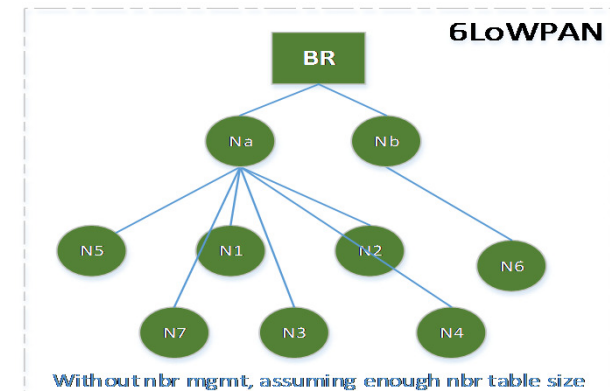 6LoWPAN
BR
Na
Nb
N5
N1
N2
N6
N7
N3
N4
Without nbr mgmt, assuming enough nbr table size